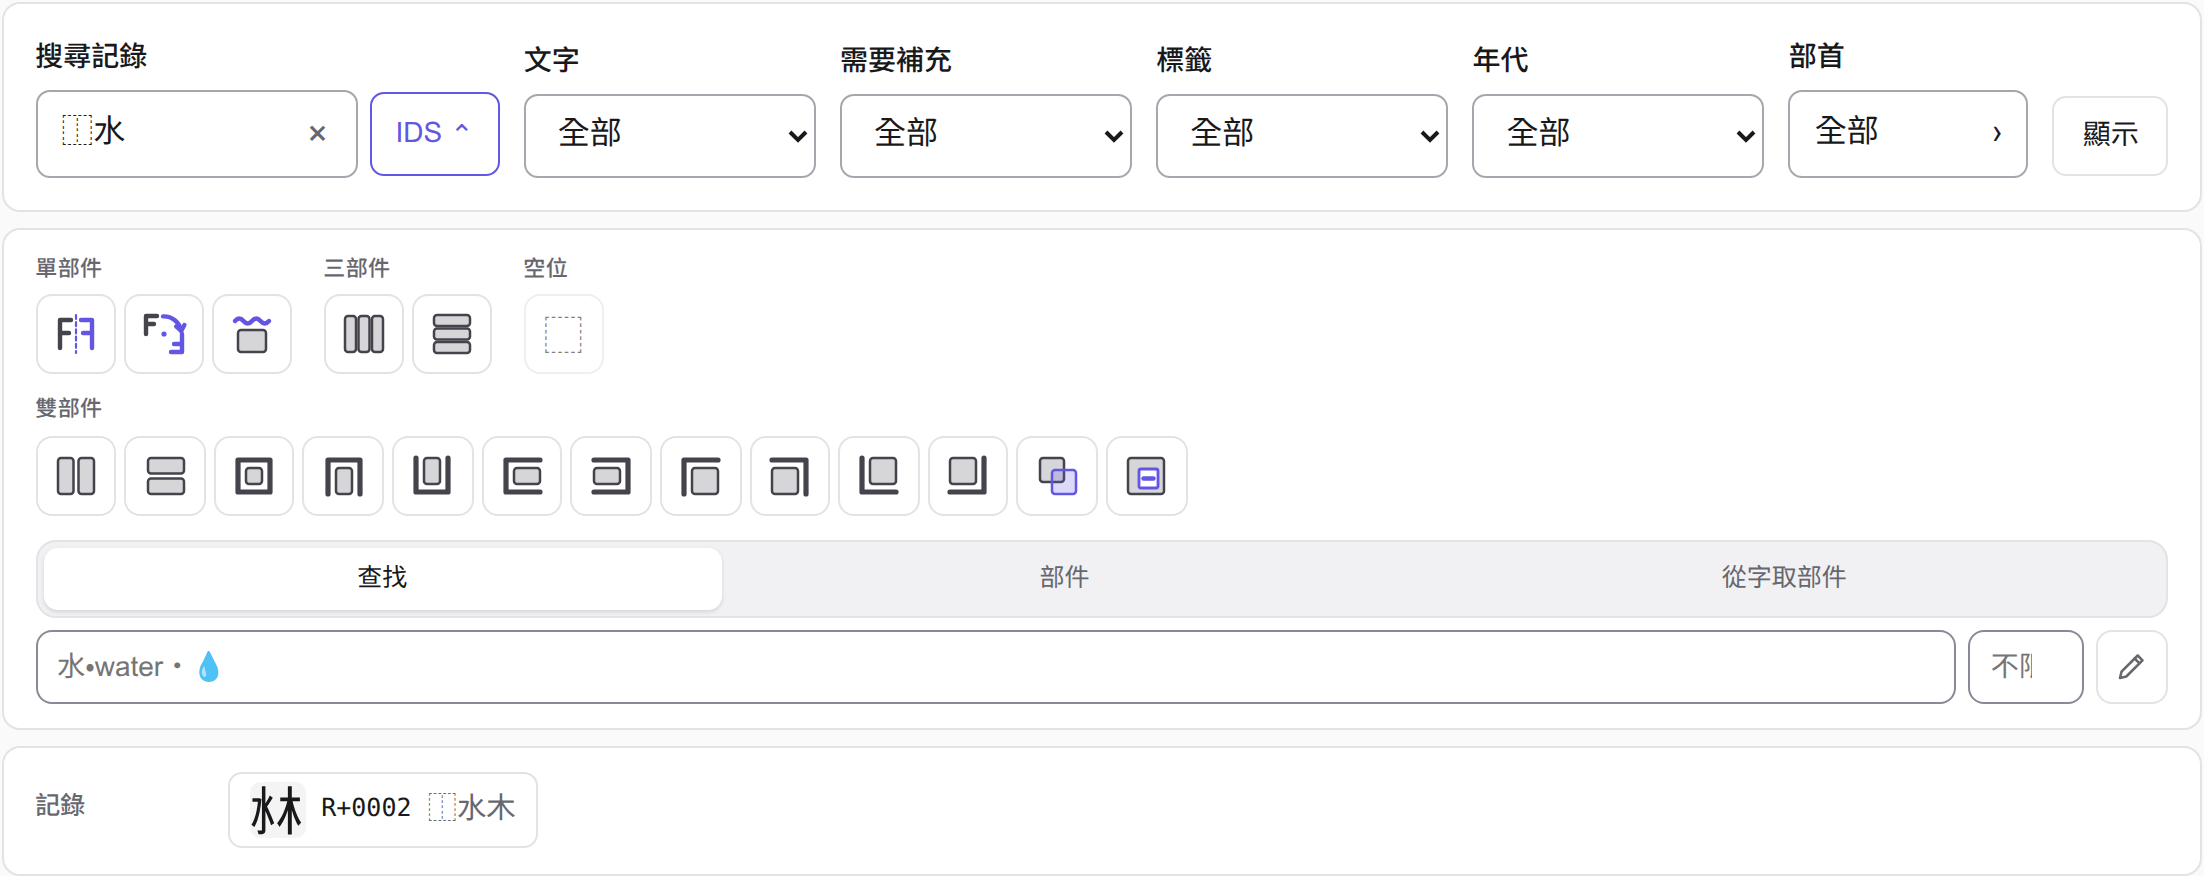 搜尋記錄 文字 需要補充 標籤 年代 部首
⿰水 × IDS ^ 全部 全部 全部 全部 全部 › 顯示
單部件 三部件 空位
雙部件
查找 部件 從字取部件
水•water・💧 不限
記錄 R+0002 ⿰水木